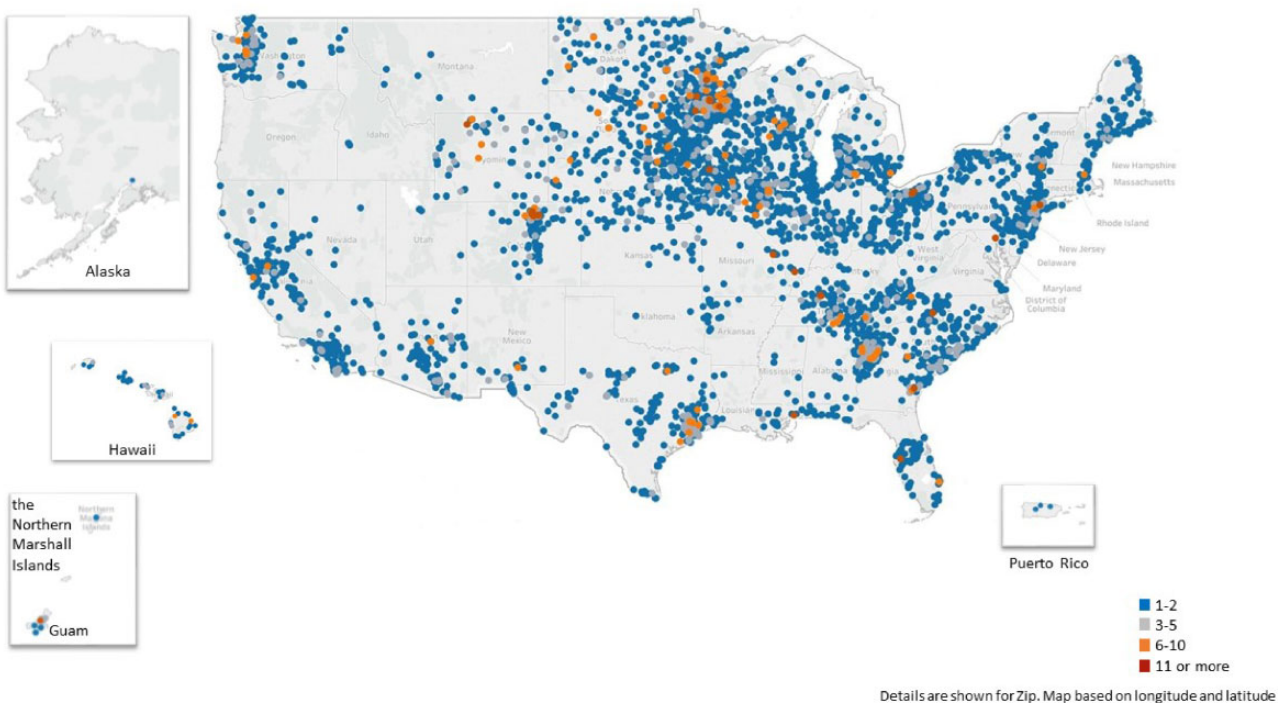 Alaska
Hawaii
the
Northern
Marshall
Islands
Northern
Mariana
Islands
Guam
Washington
Montana
Oregon
Idaho
Nevada
Utah
Kansas
Missouri
Oklahoma
Arkansas
New
Mexico
Texas
Mississippi
Alabama
Louisiana
West
Virginia
Virginia
Pennsylvania
New Hampshire
Massachusetts
Rhode Island
New Jersey
Delaware
Maryland
District of
Columbia
Puerto Rico
1-2
3-5
6-10
11 or more
Details are shown for Zip. Map based on longitude and latitude